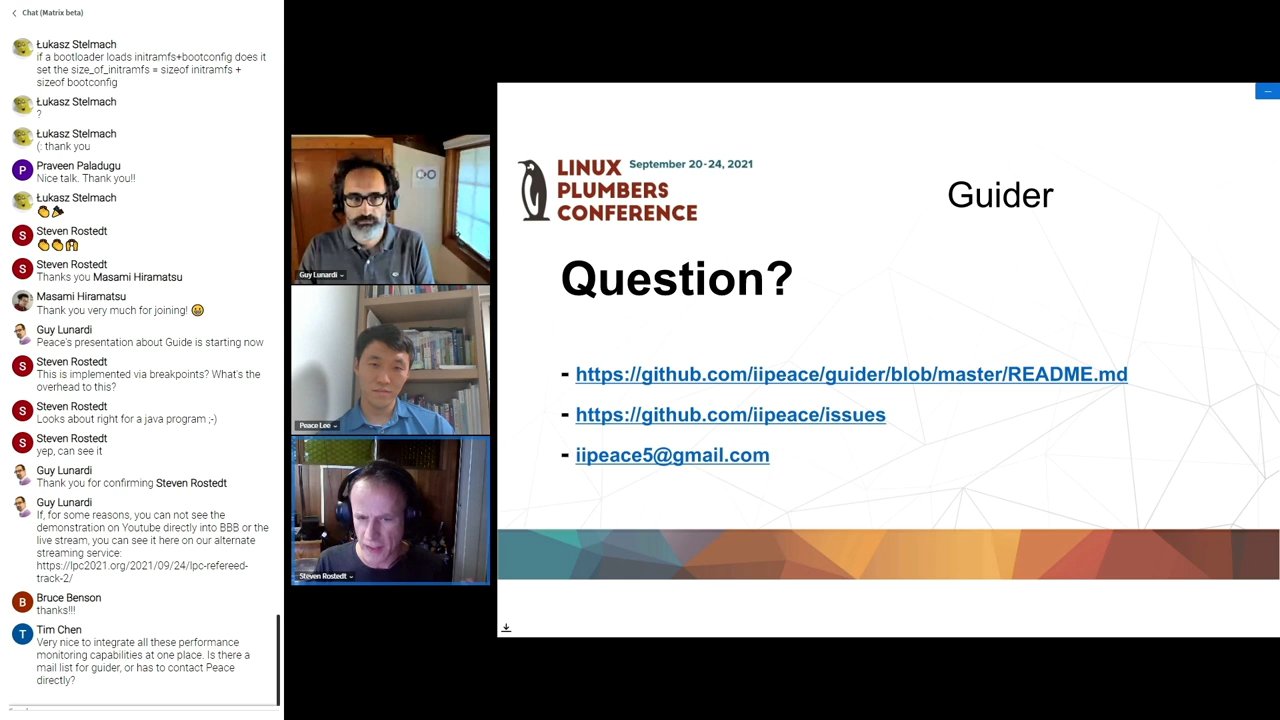 Chat (Matrix beta)
Łukasz Stelmach
if a bootloader loads initramfs+bootconfig does it
set the size_of_initramfs = sizeof initramfs +
sizeof bootconfig
Łukasz Stelmach
?
Łukasz Stelmach
(: thank you
P
Praveen Paladugu
Nice talk. Thank you!!
Łukasz Stelmach
S
Steven Rostedt
S
Steven Rostedt
Thanks you Masami Hiramatsu
Masami Hiramatsu
Thank you very much for joining!
Guy Lunardi
Peace's presentation about Guide is starting now
S
Steven Rostedt
This is implemented via breakpoints? What's the
overhead to this?
S
Steven Rostedt
Looks about right for a java program ;-)
S
Steven Rostedt
yep, can see it
Guy Lunardi
Thank you for confirming Steven Rostedt
Guy Lunardi
If, for some reasons, you can not see the
demonstration on Youtube directly into BBB or the
live stream, you can see it here on our alternate
streaming service:
https://lpc2021.org/2021/09/24/lpc-refereed-
track-2/
B
Bruce Benson
thanks!!!
T
Tim Chen
Very nice to integrate all these performance
monitoring capabilities at one place. Is there a
mail list for guider, or has to contact Peace
directly?
Guy Lunardi
Peace Lee
Steven Rostedt
LINUX September 20-24, 2021
PLUMBERS
CONFERENCE
Guider
Question?
- https://github.com/iipeace/guider/blob/master/README.md
- https://github.com/iipeace/issues
- iipeace5@gmail.com